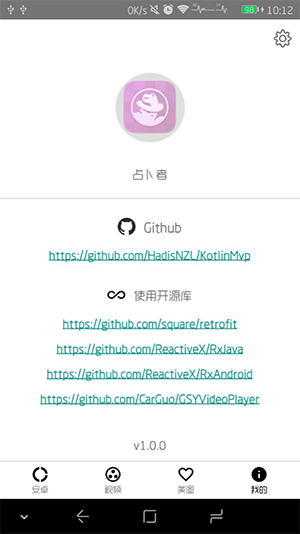 0K/s 98 10:12
占卜者
Github
https://github.com/HadisNZL/KotlinMvp
使用开源库
https://github.com/square/retrofit
https://github.com/ReactiveX/RxJava
https://github.com/ReactiveX/RxAndroid
https://github.com/CarGuo/GSYVideoPlayer
v1.0.0
安卓 视频 美图 我的